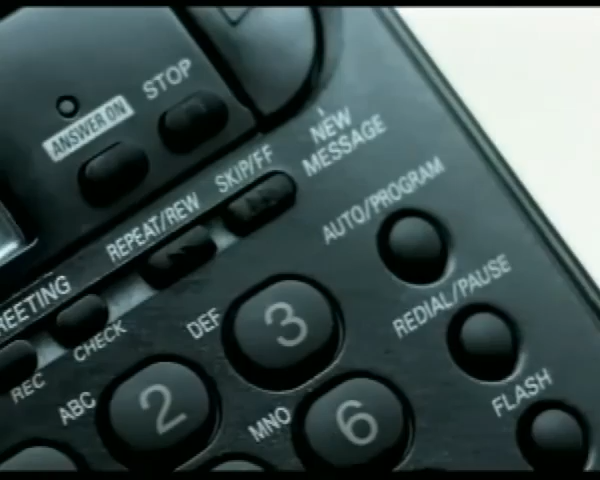 STOP
ANSWER ON
NEW
MESSAGE
SKIP/FF
REPEAT/REW
AUTO/PROGRAM
REETING
CHECK
REC
REDIAL/PAUSE
DEF
3
ABC
2
MNO
6
FLASH